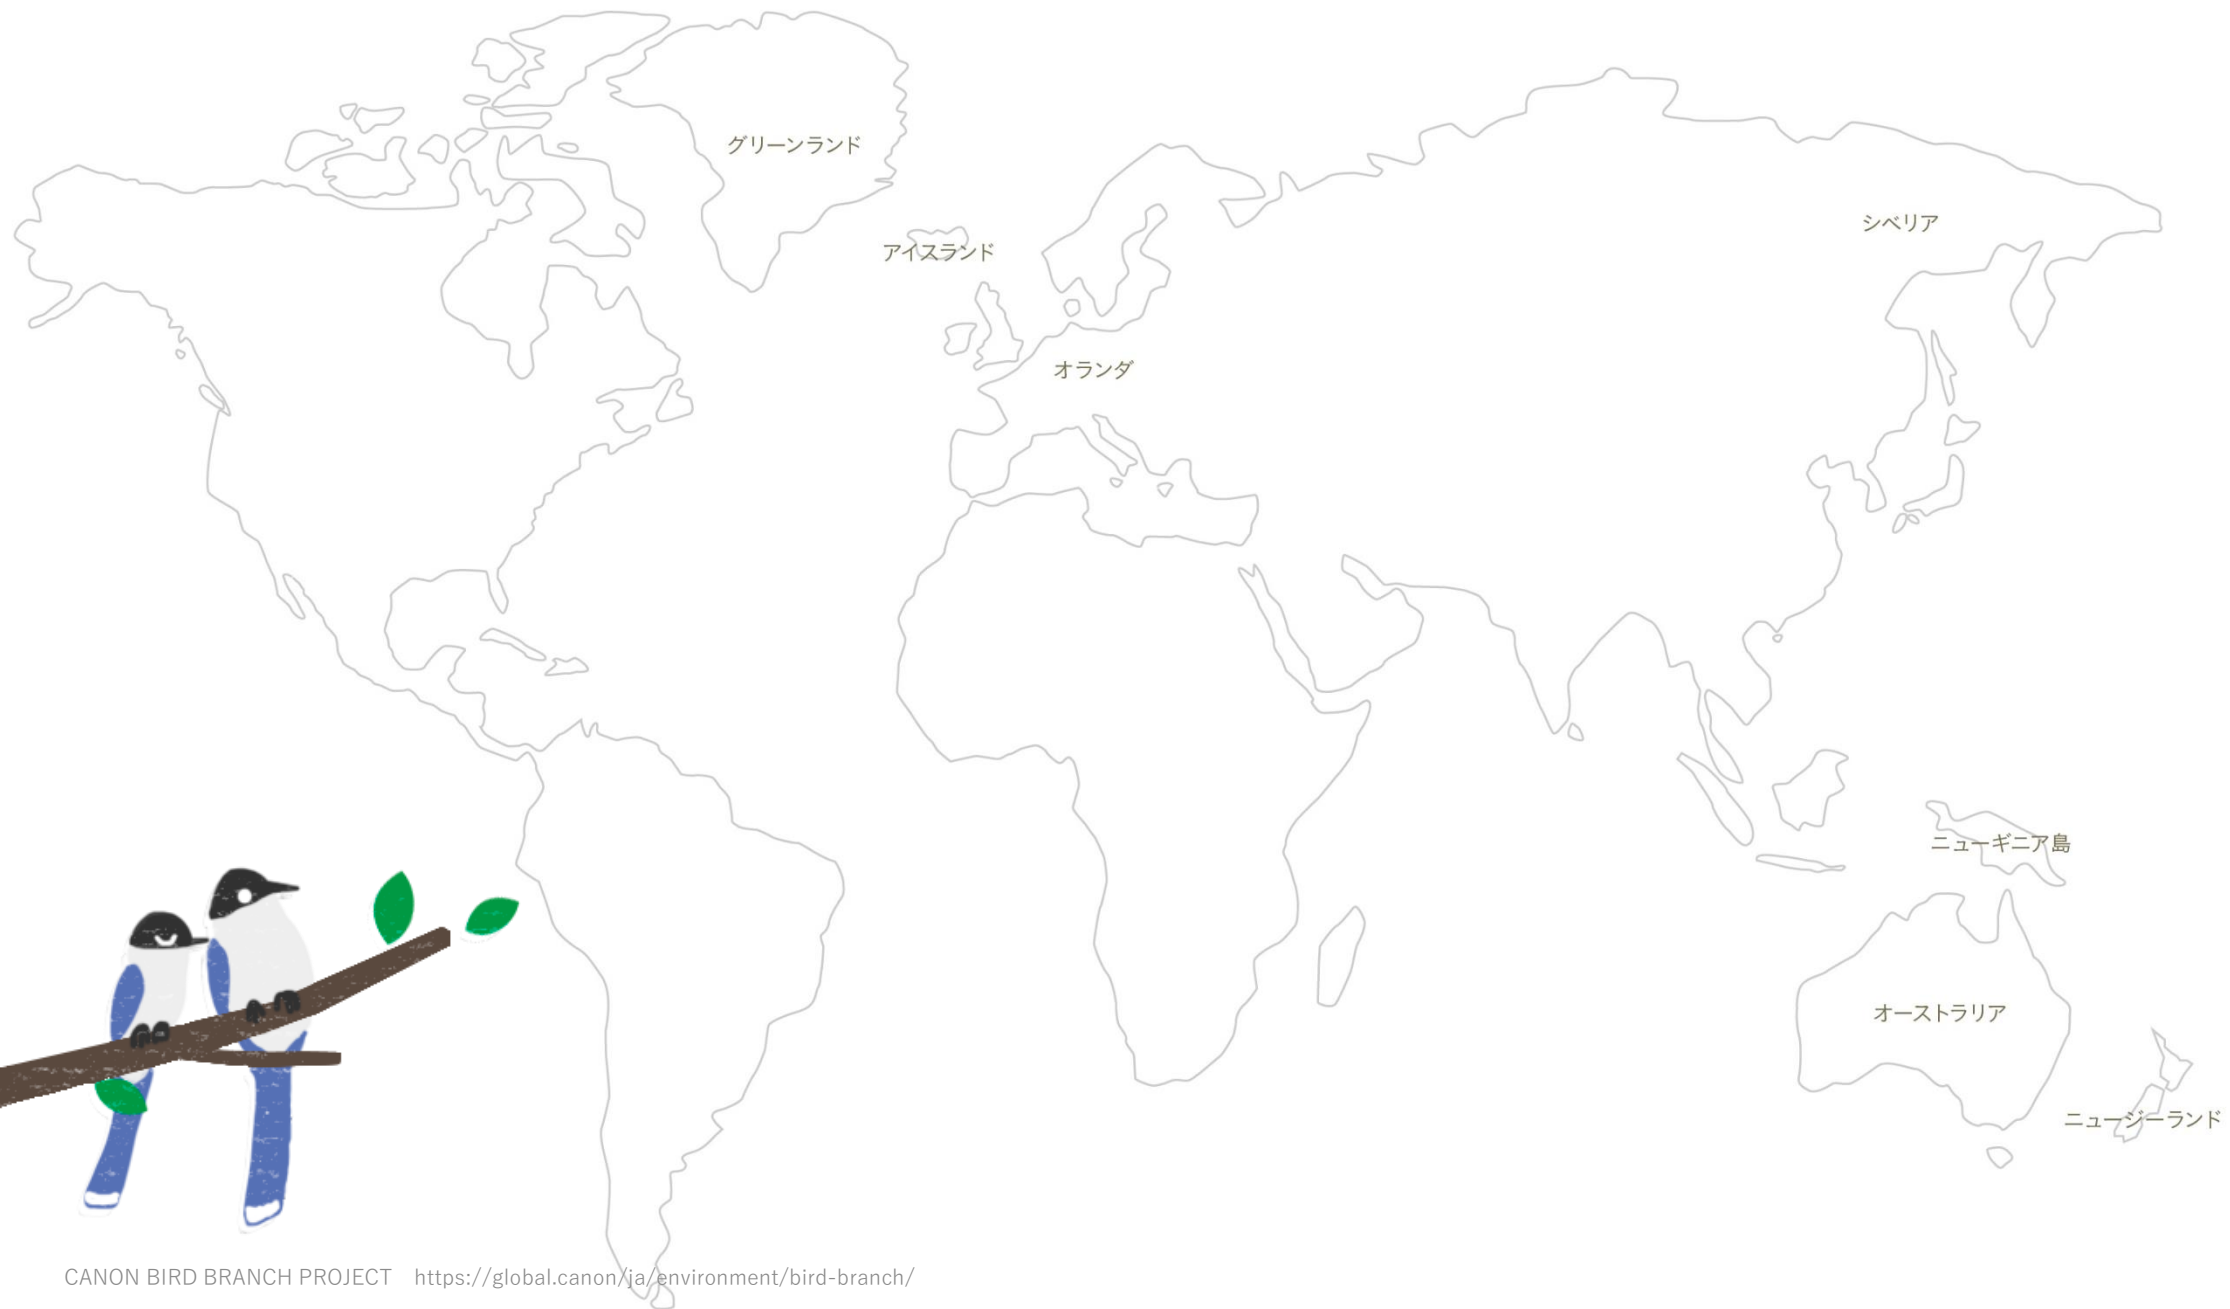 グリーンランド
シベリア
アイスランド
オランダ
ニューギニア島
オーストラリア
ニュージーランド
CANON BIRD BRANCH PROJECT https://global.canon/ja/environment/bird-branch/